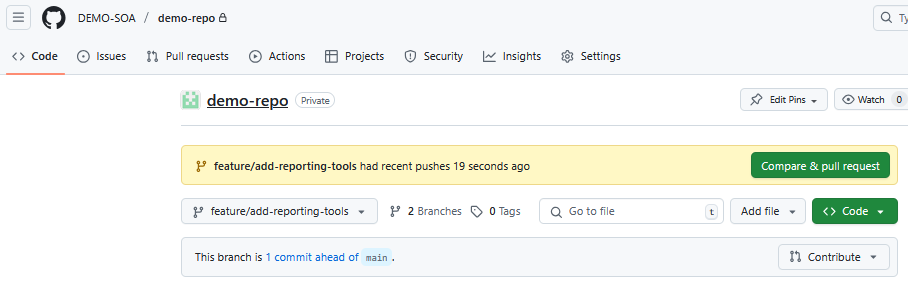 DEMO-SOA / demo-repo
Ty
Code Issues Pull requests Actions Projects Security Insights Settings
demo-repo Private Edit Pins Watch 0
feature/add-reporting-tools had recent pushes 19 seconds ago Compare & pull request
feature/add-reporting-tools 2 Branches 0 Tags Go to file t Add file Code
This branch is 1 commit ahead of main . Contribute